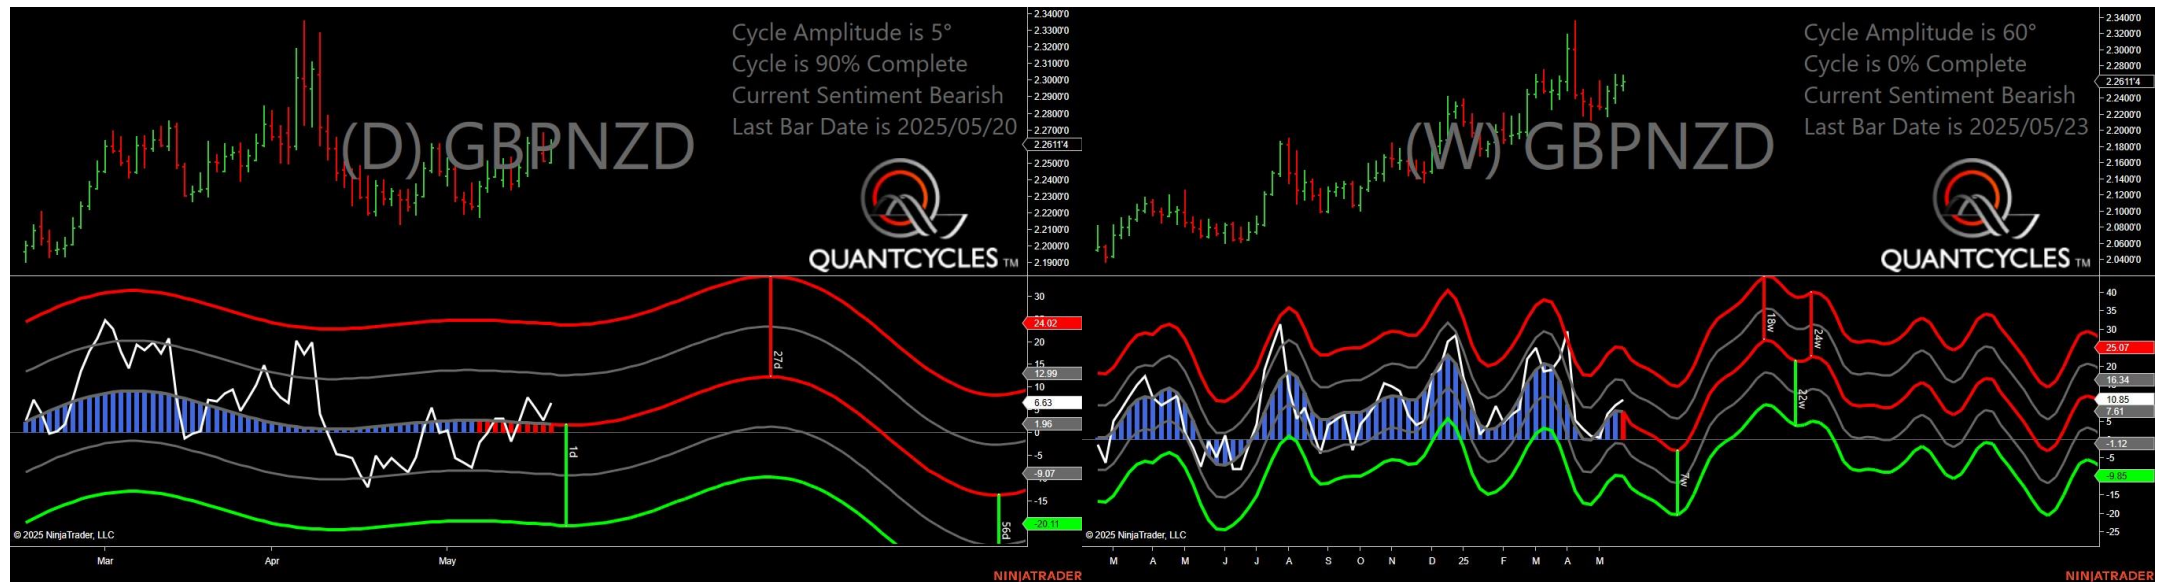 Cycle Amplitude is 5°
Cycle is 90% Complete
Current Sentiment Bearish
Last Bar Date is 2025/05/20
(D) GBPNZD
QUANTCYCLES TM
2.3400'0
2.3300'0
2.3200'0
2.3100'0
2.3000'0
2.2900'0
2.2800'0
2.2700'0
2.2611'4
2.2500'0
2.2400'0
2.2300'0
2.2200'0
2.2100'0
2.2000'0
2.1900'0
30
24.02
20
15
12.99
10
6.63
1.96
0
-5
-9.07
-15
-20.11
27d
1d
56d
© 2025 NinjaTrader, LLC
Mar
Apr
May
NINJATRADER
Cycle Amplitude is 60°
Cycle is 0% Complete
Current Sentiment Bearish
Last Bar Date is 2025/05/23
(W) GBPNZD
QUANTCYCLES TM
2.3400'0
2.3200'0
2.3000'0
2.2800'0
2.2611'4
2.2400'0
2.2200'0
2.2000'0
2.1800'0
2.1600'0
2.1400'0
2.1200'0
2.1000'0
2.0800'0
2.0600'0
2.0400'0
40
35
30
25.07
20
16.34
10.85
7.61
5
-1.12
-5
-9.85
-15
-20
-25
18w
24w
22w
7w
© 2025 NinjaTrader, LLC
M
A
M
J
J
A
S
O
N
D
25
F
M
A
M
NINJATRADER